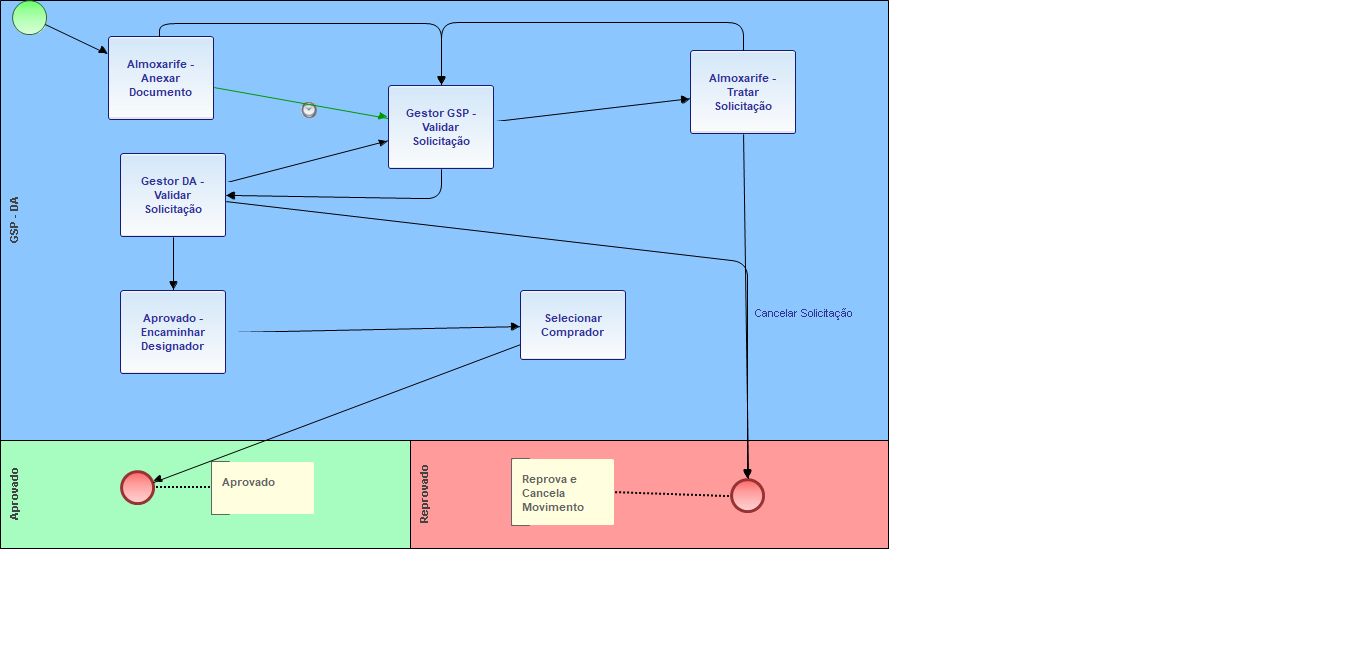 Almoxarife -
Anexar
Documento
Almoxarife -
Tratar
Solicitação
Gestor GSP -
Validar
Solicitação
Gestor DA -
Validar
Solicitação
GSP - DA
Aprovado -
Encaminhar
Designador
Selecionar
Comprador
Cancelar Solicitação
Aprovado
Aprovado
Reprovado
Reprova e
Cancela
Movimento